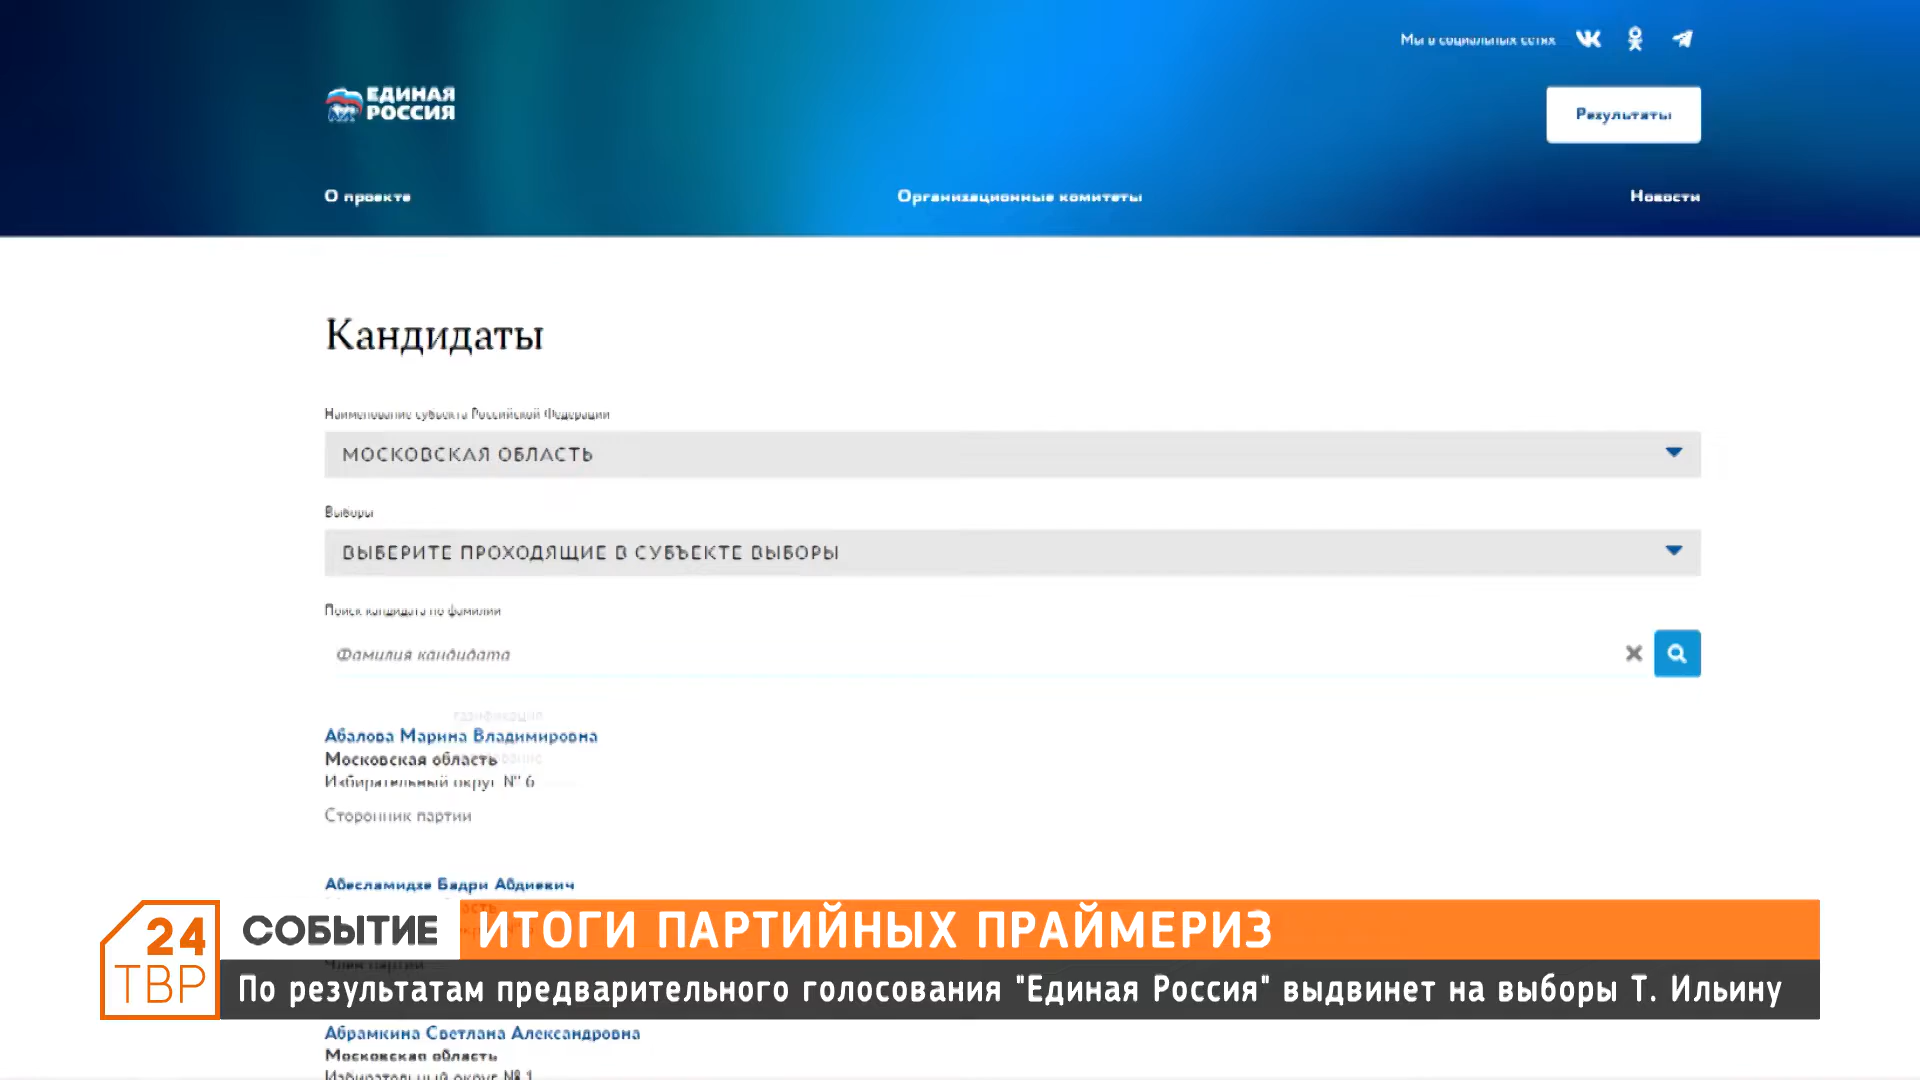 Мы в социальных сетях
ЕДИНАЯ
РОССИЯ
Результаты
О проекте
Организационные комитеты
Новости
Кандидаты
Наименование субъекта Российской Федерации
МОСКОВСКАЯ ОБЛАСТЬ
Выборы
ВЫБЕРИТЕ ПРОХОДЯЩИЕ В СУБЪЕКТЕ ВЫБОРЫ
Поиск кандидата по фамилии
Фамилия кандидата
Абалова Марина Владимировна
Московская область
Избирательный округ № 6
Сторонник партии
Абесламидзе Бадри Абдиевич
24
ТВР
СОБЫТИЕ
ИТОГИ ПАРТИЙНЫХ ПРАЙМЕРИЗ
По результатам предварительного голосования "Единая Россия" выдвинет на выборы Т. Ильину
Абрамкина Светлана Александровна
Московская область
Избирательный округ № 1